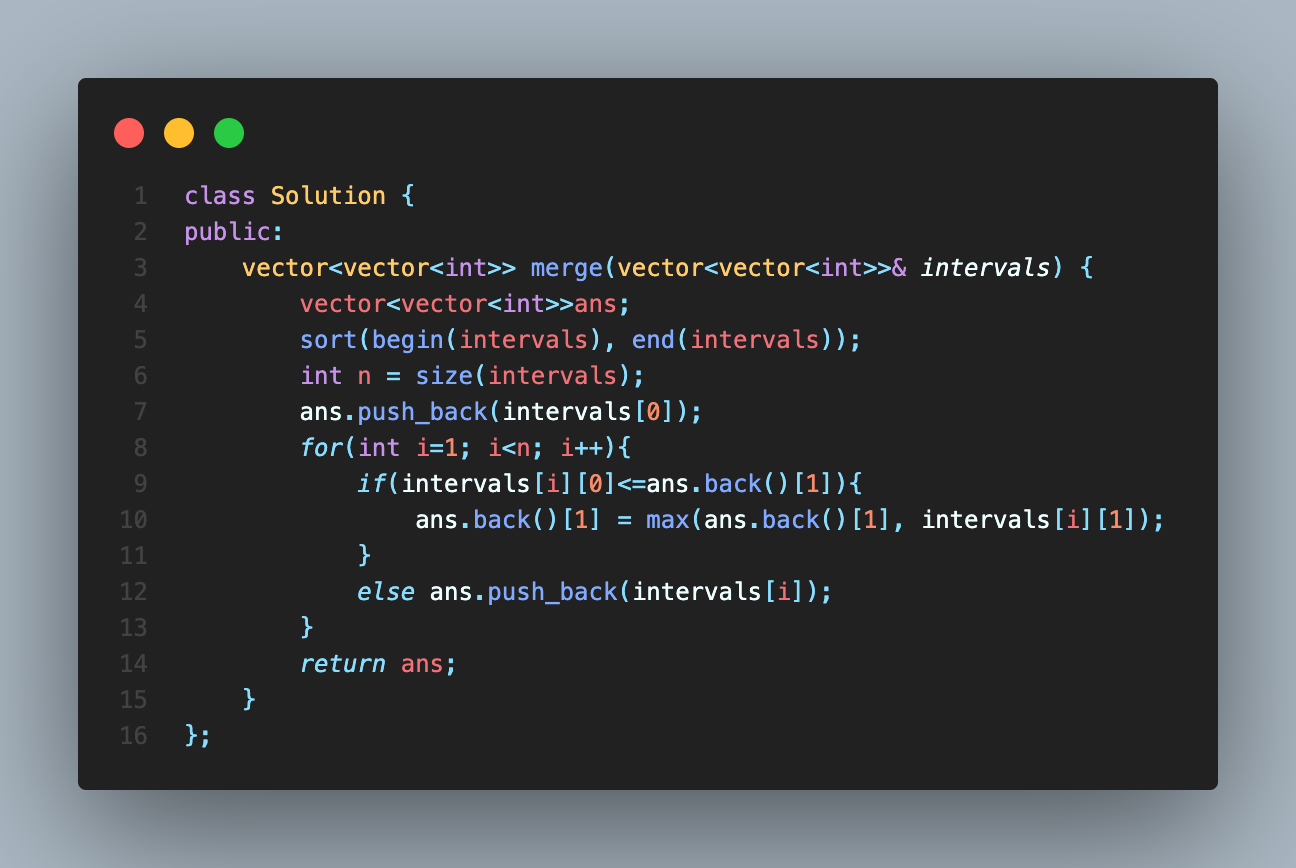 1 class Solution {
2 public:
3     vector<vector<int>> merge(vector<vector<int>>& intervals) {
4         vector<vector<int>>ans;
5         sort(begin(intervals), end(intervals));
6         int n = size(intervals);
7         ans.push_back(intervals[0]);
8         for(int i=1; i<n; i++){
9             if(intervals[i][0]<=ans.back()[1]){
10                 ans.back()[1] = max(ans.back()[1], intervals[i][1]);
11             }
12             else ans.push_back(intervals[i]);
13         }
14         return ans;
15     }
16 };